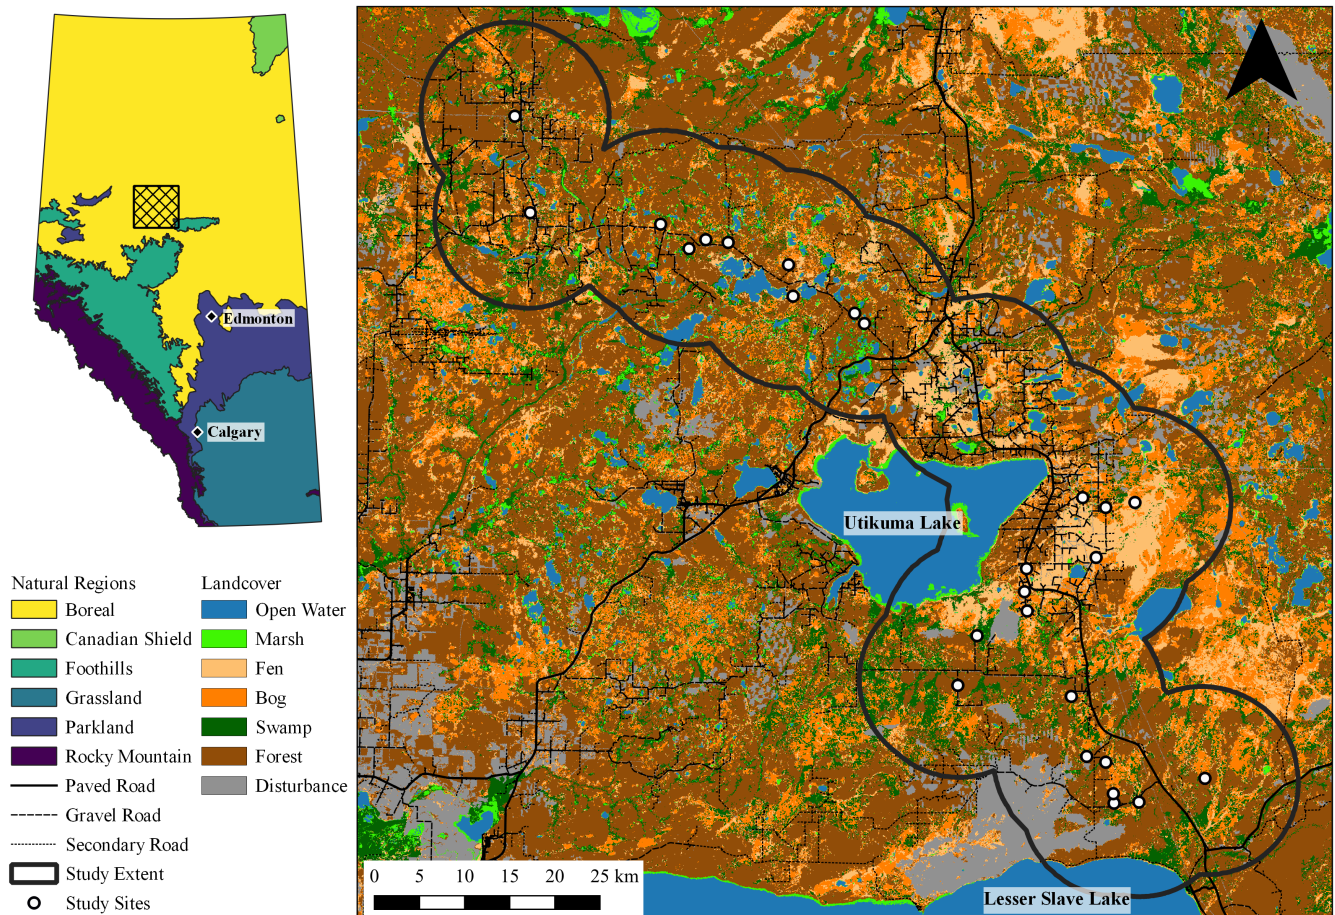 Edmonton
Calgary
Natural Regions
Boreal
Canadian Shield
Foothills
Grassland
Parkland
Rocky Mountain
Paved Road
Gravel Road
Secondary Road
Study Extent
Study Sites
Landcover
Open Water
Marsh
Fen
Bog
Swamp
Forest
Disturbance
Utikuma Lake
0 5 10 15 20 25 km
Lesser Slave Lake